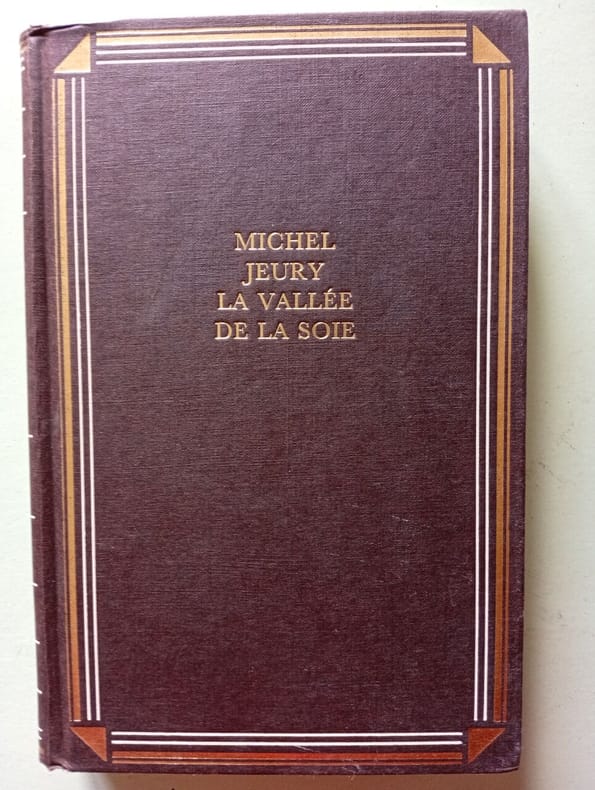 MICHEL
JEURY
LA VALLÉE
DE LA SOIE